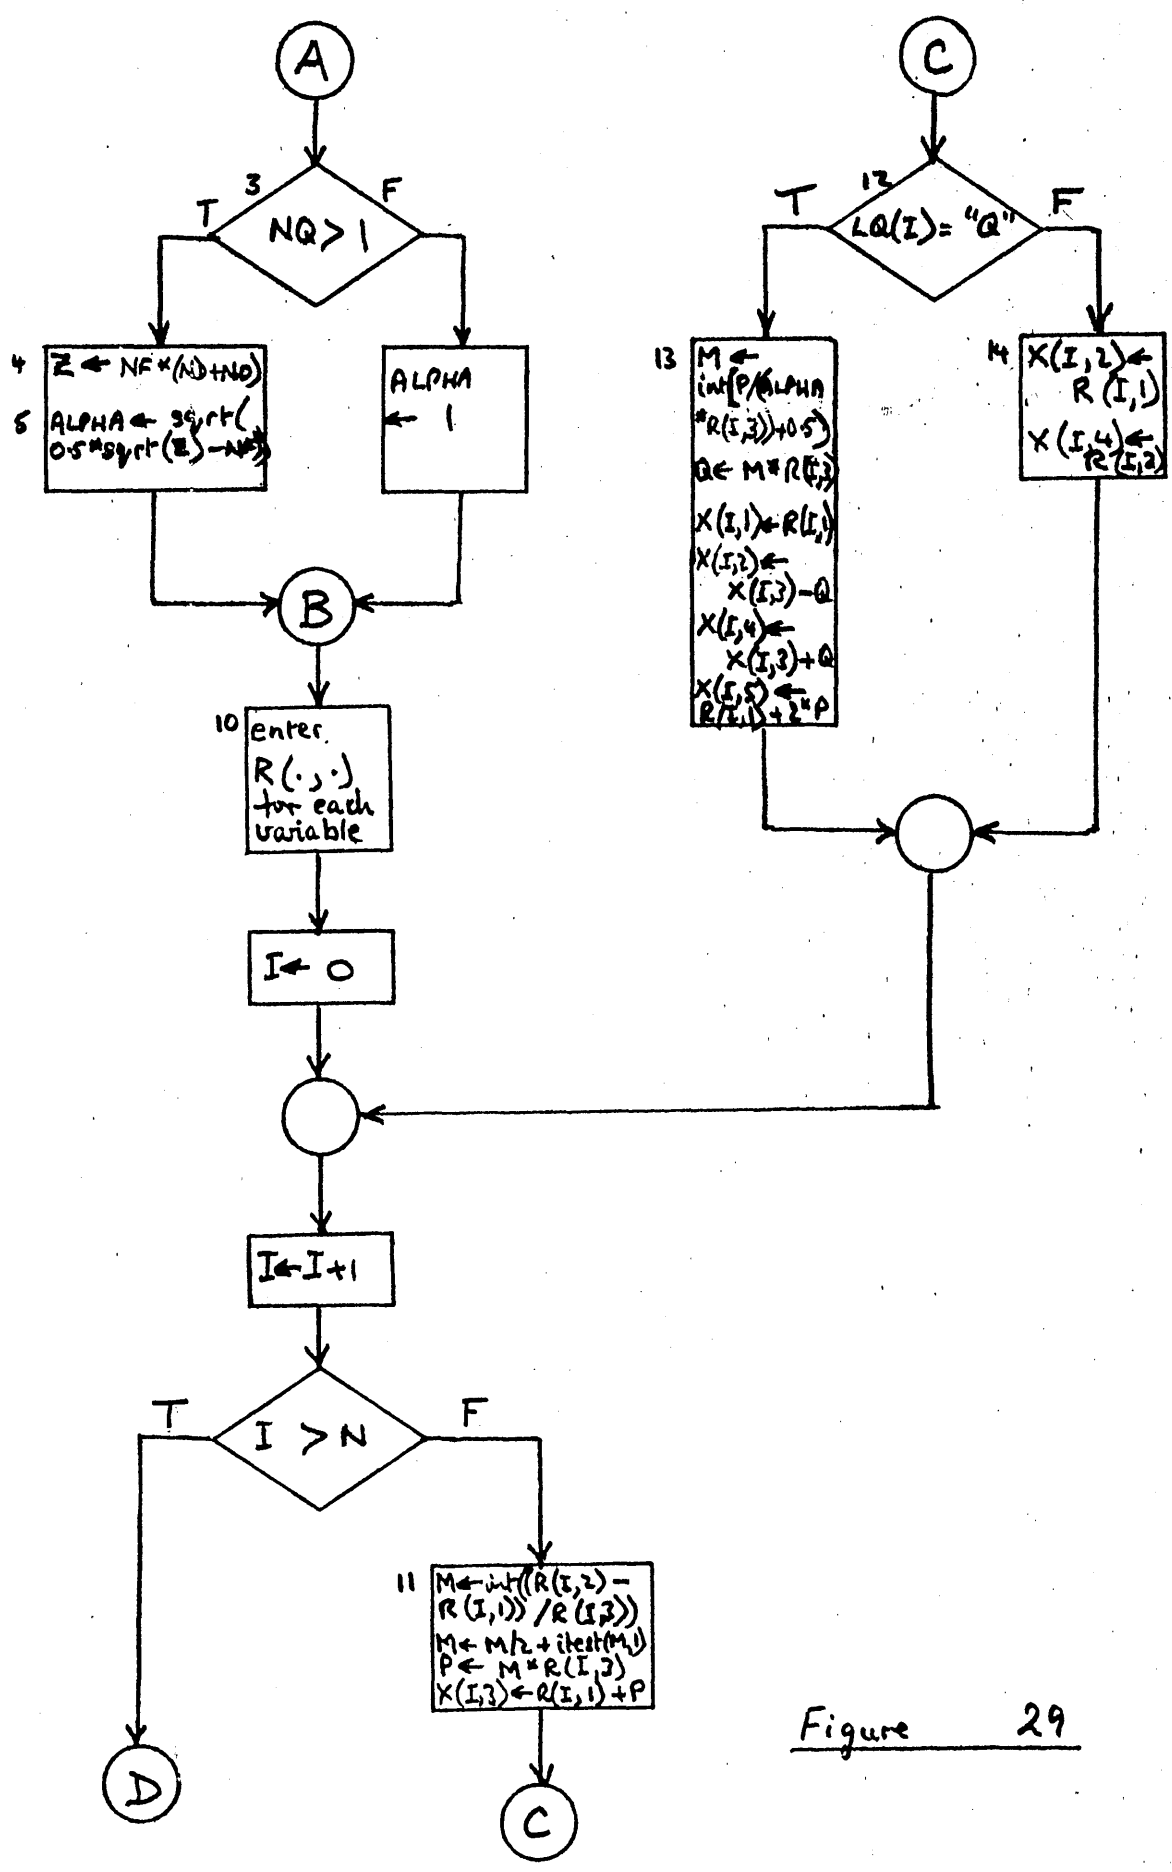 A
3
T
F
NQ > 1
4
Z ← NF*(ND+NO)
5
ALPHA ← sqrt(
0.5*sqrt(Z)-N*
ALPHA
← 1
B
10
enter
R(·,·)
for each
variable
I ← 0
I ← I+1
T
F
I > N
11
M ← int((R(I,2)-
R(I,1))/R(I,3))
M ← M/2 + itest(M,1)
P ← M*R(I,3)
X(I,3) ← R(I,1)+P
D
C
C
12
T
F
LQ(I) = "Q"
13
M ←
int[P/(ALPHA
*R(I,3))+0.5)
Q ← M*R(I,3)
X(I,1) ← R(I,1)
X(I,2) ←
X(I,3)-Q
X(I,4) ←
X(I,3)+Q
X(I,5) ←
R(I,1)+2*P
14
X(I,2) ←
R(I,1)
X(I,4) ←
R(I,2)
Figure 29